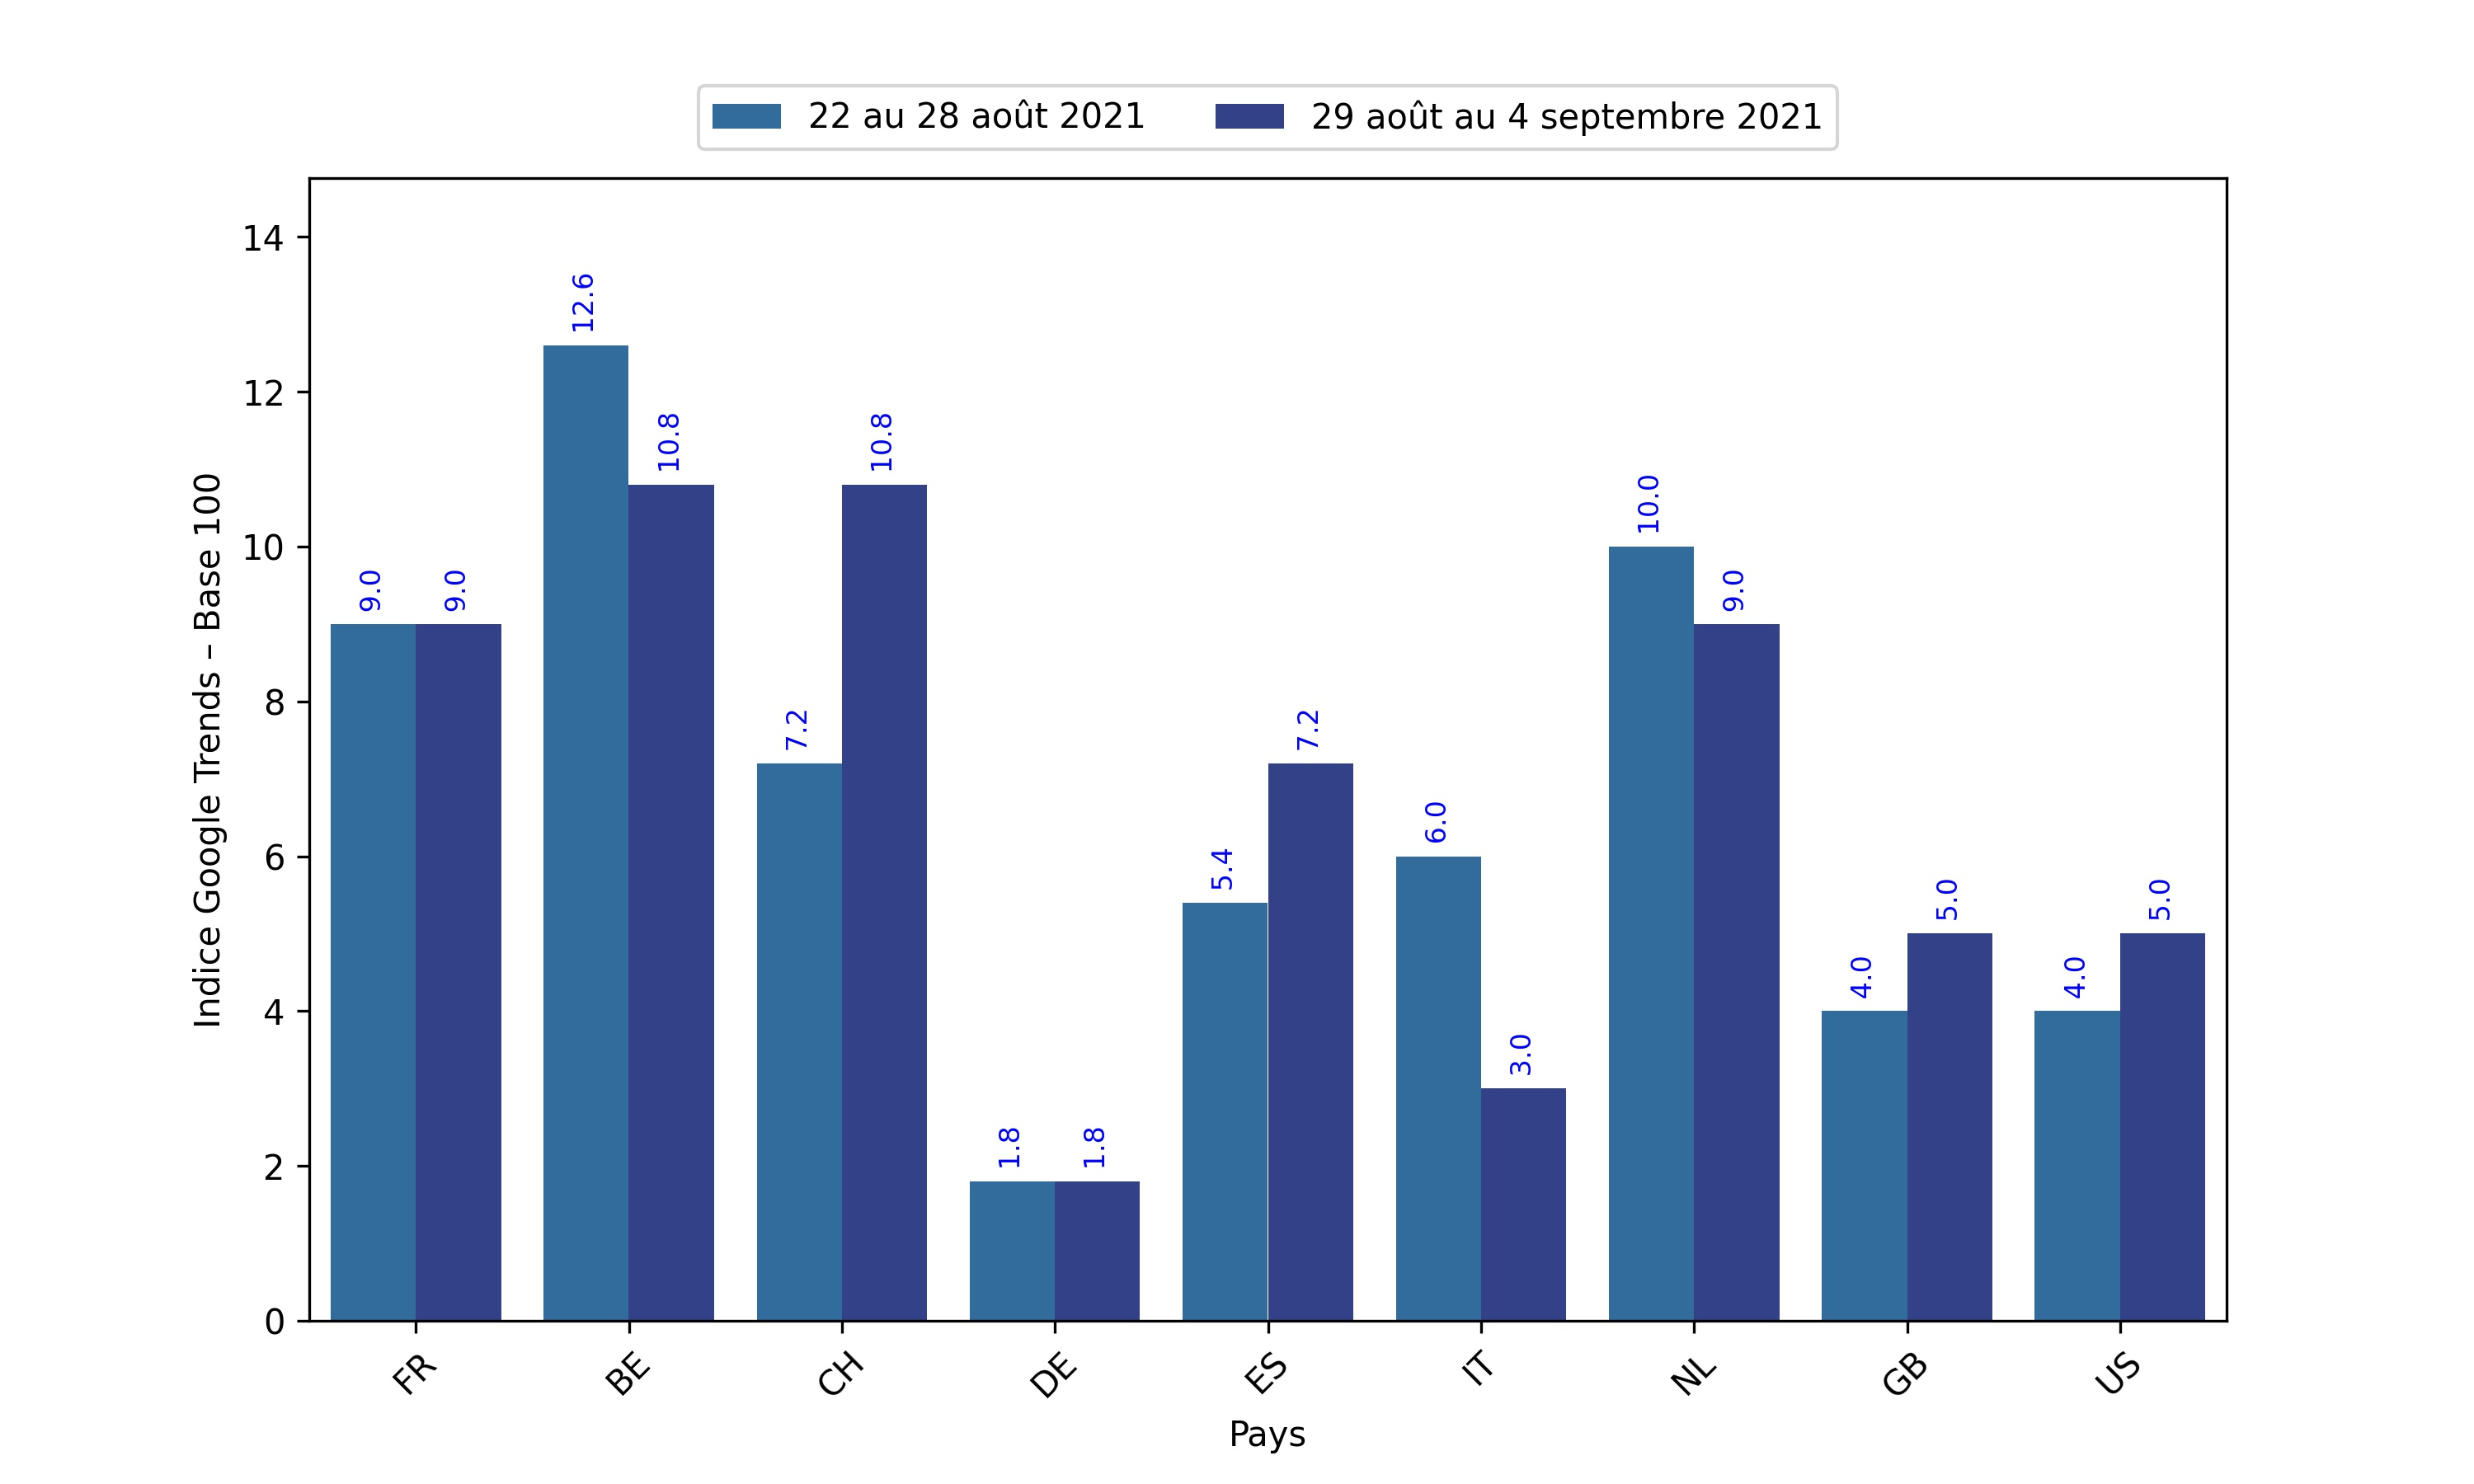 22 au 28 août 2021
29 août au 4 septembre 2021
Indice Google Trends – Base 100
14
12
10
8
6
4
2
0
9.0
9.0
12.6
10.8
7.2
10.8
1.8
1.8
5.4
7.2
6.0
3.0
10.0
9.0
4.0
5.0
4.0
5.0
FR
BE
CH
DE
ES
IT
NL
GB
US
Pays